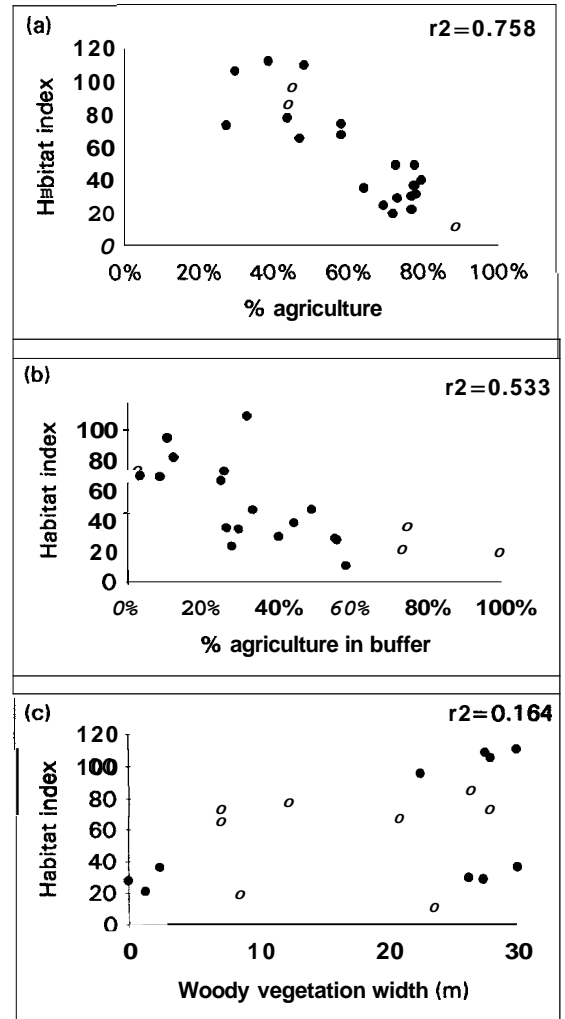 (a)
r2=0.758
120
100
80
60
40
20
0
Habitat index
0% 20% 40% 60% 80% 100%
% agriculture
(b)
r2=0.533
100
80
60
40
20
0
Habitat index
0% 20% 40% 60% 80% 100%
% agriculture in buffer
(c)
r2=0.164
120
100
80
60
40
20
0
Habitat index
0 10 20 30
Woody vegetation width (m)